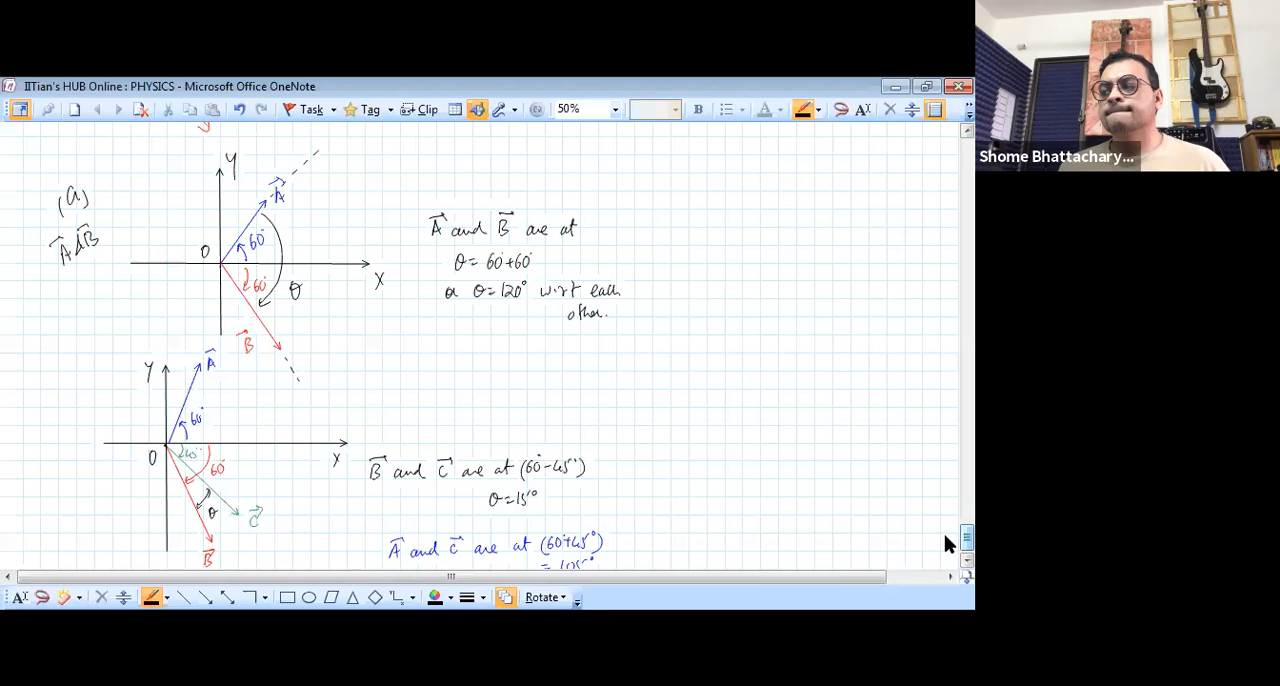 IITian's HUB Online : PHYSICS - Microsoft Office OneNote
Task Tag Clip 50% B A A
Shome Bhattachary...
(a)
A⃗ & B⃗
Y
A⃗
60°
O
X
60°
θ
B⃗
A⃗ and B⃗ are at
θ = 60°+60°
or θ = 120° w.r.t each
other.
Y
A⃗
60°
O
X
45°
60°
θ
C⃗
B⃗
B⃗ and C⃗ are at (60°-45°)
θ = 15°
A⃗ and C⃗ are at (60°+45°)
= 105°
A Rotate